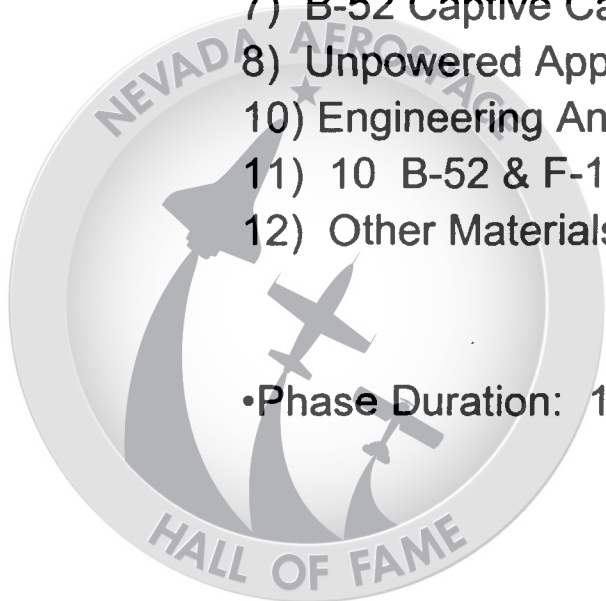 7) B-52 Captive Ca
8) Unpowered App
10) Engineering An
11) 10 B-52 & F-1
12) Other Materials
•Phase Duration: 1
NEVADA AEROSPACE
HALL OF FAME